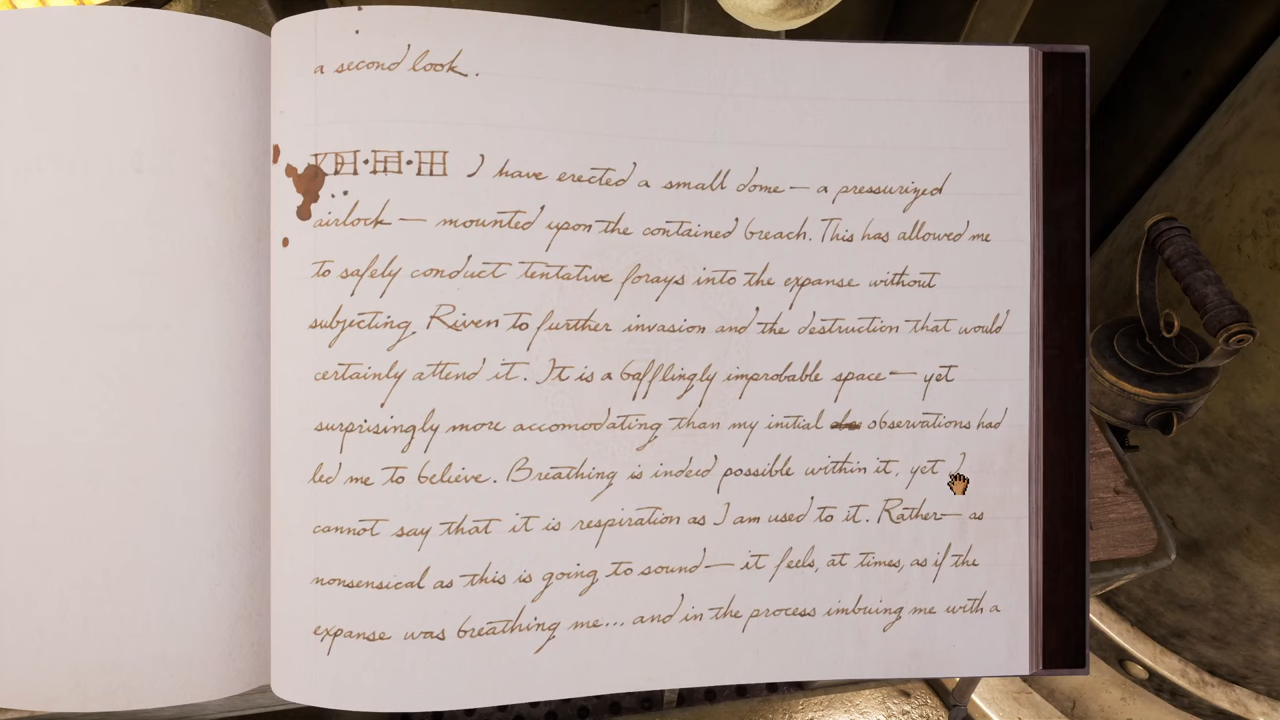 a second look.
I have erected a small dome — a pressurized
airlock — mounted upon the contained breach. This has allowed me
to safely conduct tentative forays into the expanse without
subjecting Riven to further invasion and the destruction that would
certainly attend it. It is a bafflingly improbable space — yet
surprisingly more accomodating than my initial observations had
led me to believe. Breathing is indeed possible within it, yet I
cannot say that it is respiration as I am used to it. Rather — as
nonsensical as this is going to sound — it feels, at times, as if the
expanse was breathing me... and in the process imbuing me with a